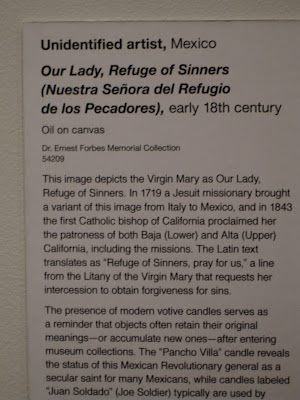 Unidentified artist, Mexico
Our Lady, Refuge of Sinners
(Nuestra Señora del Refugio
de los Pecadores), early 18th century
Oil on canvas
Dr. Ernest Forbes Memorial Collection
54209
This image depicts the Virgin Mary as Our Lady,
Refuge of Sinners. In 1719 a Jesuit missionary brought
a variant of this image from Italy to Mexico, and in 1843
the first Catholic bishop of California proclaimed her
the patroness of both Baja (Lower) and Alta (Upper)
California, including the missions. The Latin text
translates as “Refuge of Sinners, pray for us,” a line
from the Litany of the Virgin Mary that requests her
intercession to obtain forgiveness for sins.
The presence of modern votive candles serves as
a reminder that objects often retain their original
meanings—or accumulate new ones—after entering
museum collections. The “Pancho Villa” candle reveals
the status of this Mexican Revolutionary general as a
secular saint for many Mexicans, while candles labeled
“Juan Soldado” (Joe Soldier) typically are used by